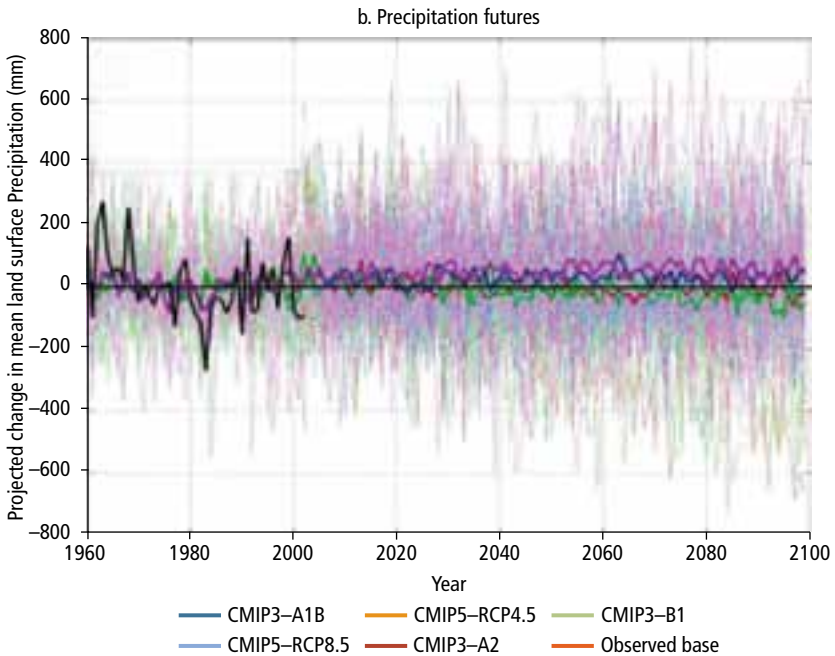 b. Precipitation futures
Projected change in mean land surface Precipitation (mm)
800
600
400
200
0
–200
–400
–600
–800
1960 1980 2000 2020 2040 2060 2080 2100
Year
CMIP3–A1B CMIP5–RCP4.5 CMIP3–B1
CMIP5–RCP8.5 CMIP3–A2 Observed base